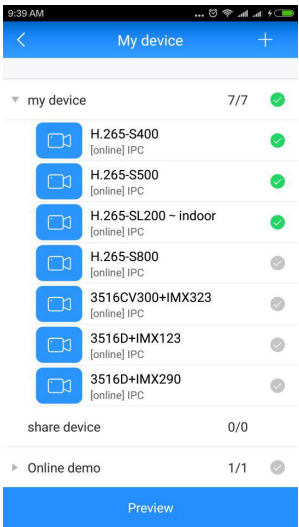 9:39 AM
My device
my device 7/7
H.265-S400
[online] IPC
H.265-S500
[online] IPC
H.265-SL200 ~ indoor
[online] IPC
H.265-S800
[online] IPC
3516CV300+IMX323
[online] IPC
3516D+IMX123
[online] IPC
3516D+IMX290
[online] IPC
share device 0/0
Online demo 1/1
Preview